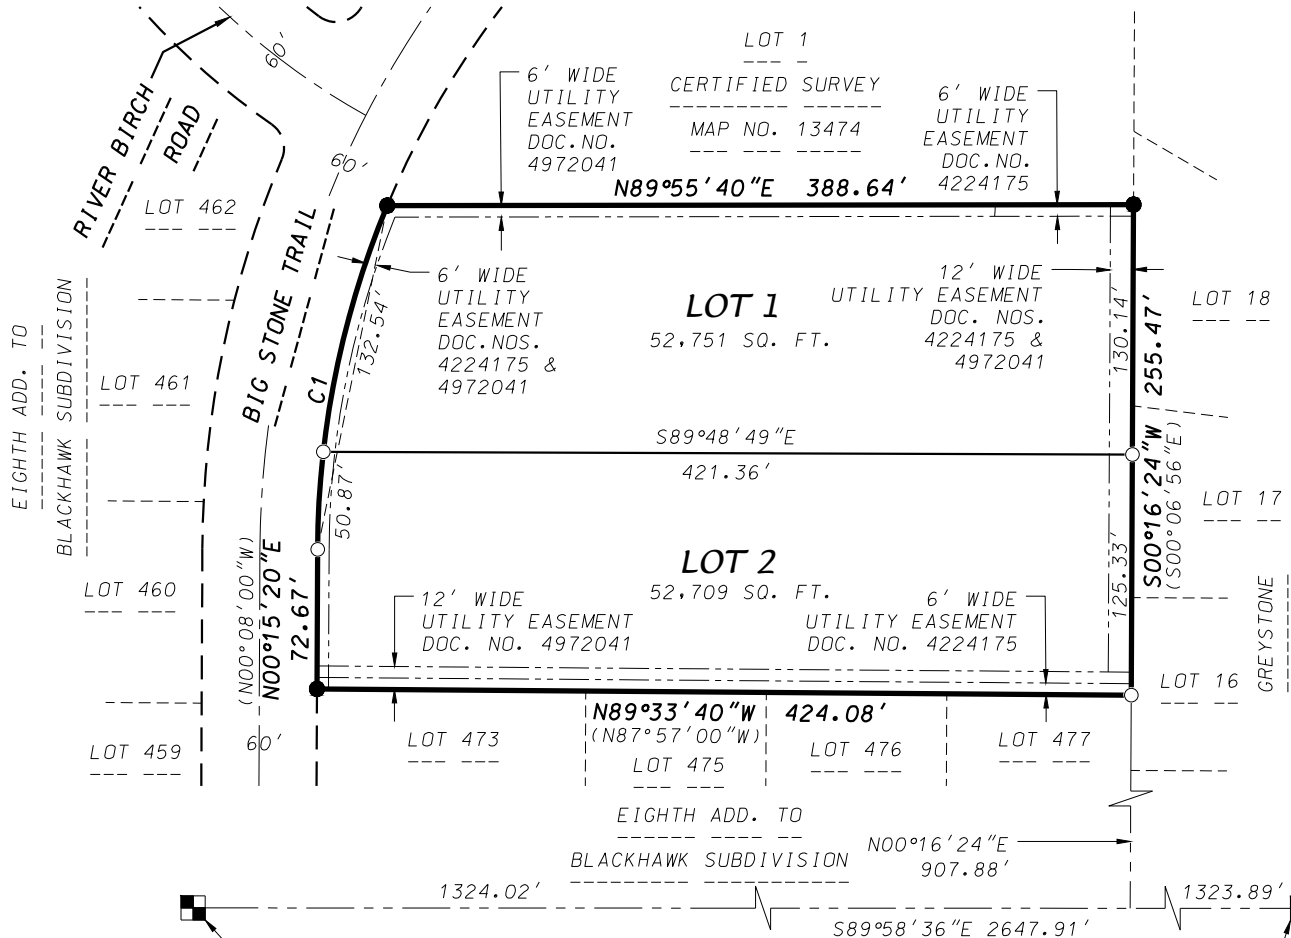 60'
RIVER BIRCH
ROAD
60'
LOT 1
CERTIFIED SURVEY
MAP NO. 13474
6' WIDE
UTILITY
EASEMENT
DOC.NO.
4972041
6' WIDE
UTILITY
EASEMENT
DOC.NO.
4224175
N89°55'40"E 388.64'
LOT 462
BIG STONE TRAIL
6' WIDE
UTILITY
EASEMENT
DOC.NOS.
4224175 &
4972041
132.54'
C1
LOT 1
52,751 SQ. FT.
12' WIDE
UTILITY EASEMENT
DOC. NOS.
4224175 &
4972041
130.14'
255.47'
LOT 18
EIGHTH ADD. TO
BLACKHAWK SUBDIVISION
LOT 461
S89°48'49"E
421.36'
50.87'
S00°16'24"W
(S00°06'56"E)
LOT 17
LOT 2
52,709 SQ. FT.
LOT 460
(N00°08'00"W)
N00°15'20"E
72.67'
12' WIDE
UTILITY EASEMENT
DOC. NO. 4972041
6' WIDE
UTILITY EASEMENT
DOC. NO. 4224175
125.33'
GREYSTONE
LOT 16
N89°33'40"W 424.08'
(N87°57'00"W)
60'
LOT 459
LOT 473
LOT 475
LOT 476
LOT 477
EIGHTH ADD. TO
BLACKHAWK SUBDIVISION
N00°16'24"E
907.88'
1324.02'
1323.89'
S89°58'36"E 2647.91'